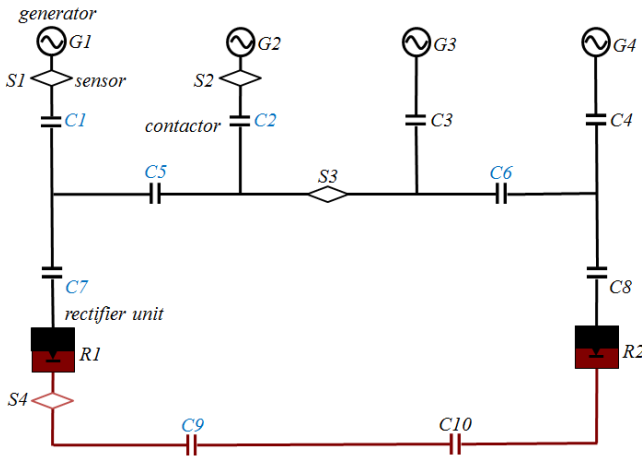 generator
G1
G2
G3
G4
S1
sensor
S2
C1
contactor
C2
C3
C4
C5
S3
C6
C7
C8
rectifier unit
R1
R2
S4
C9
C10